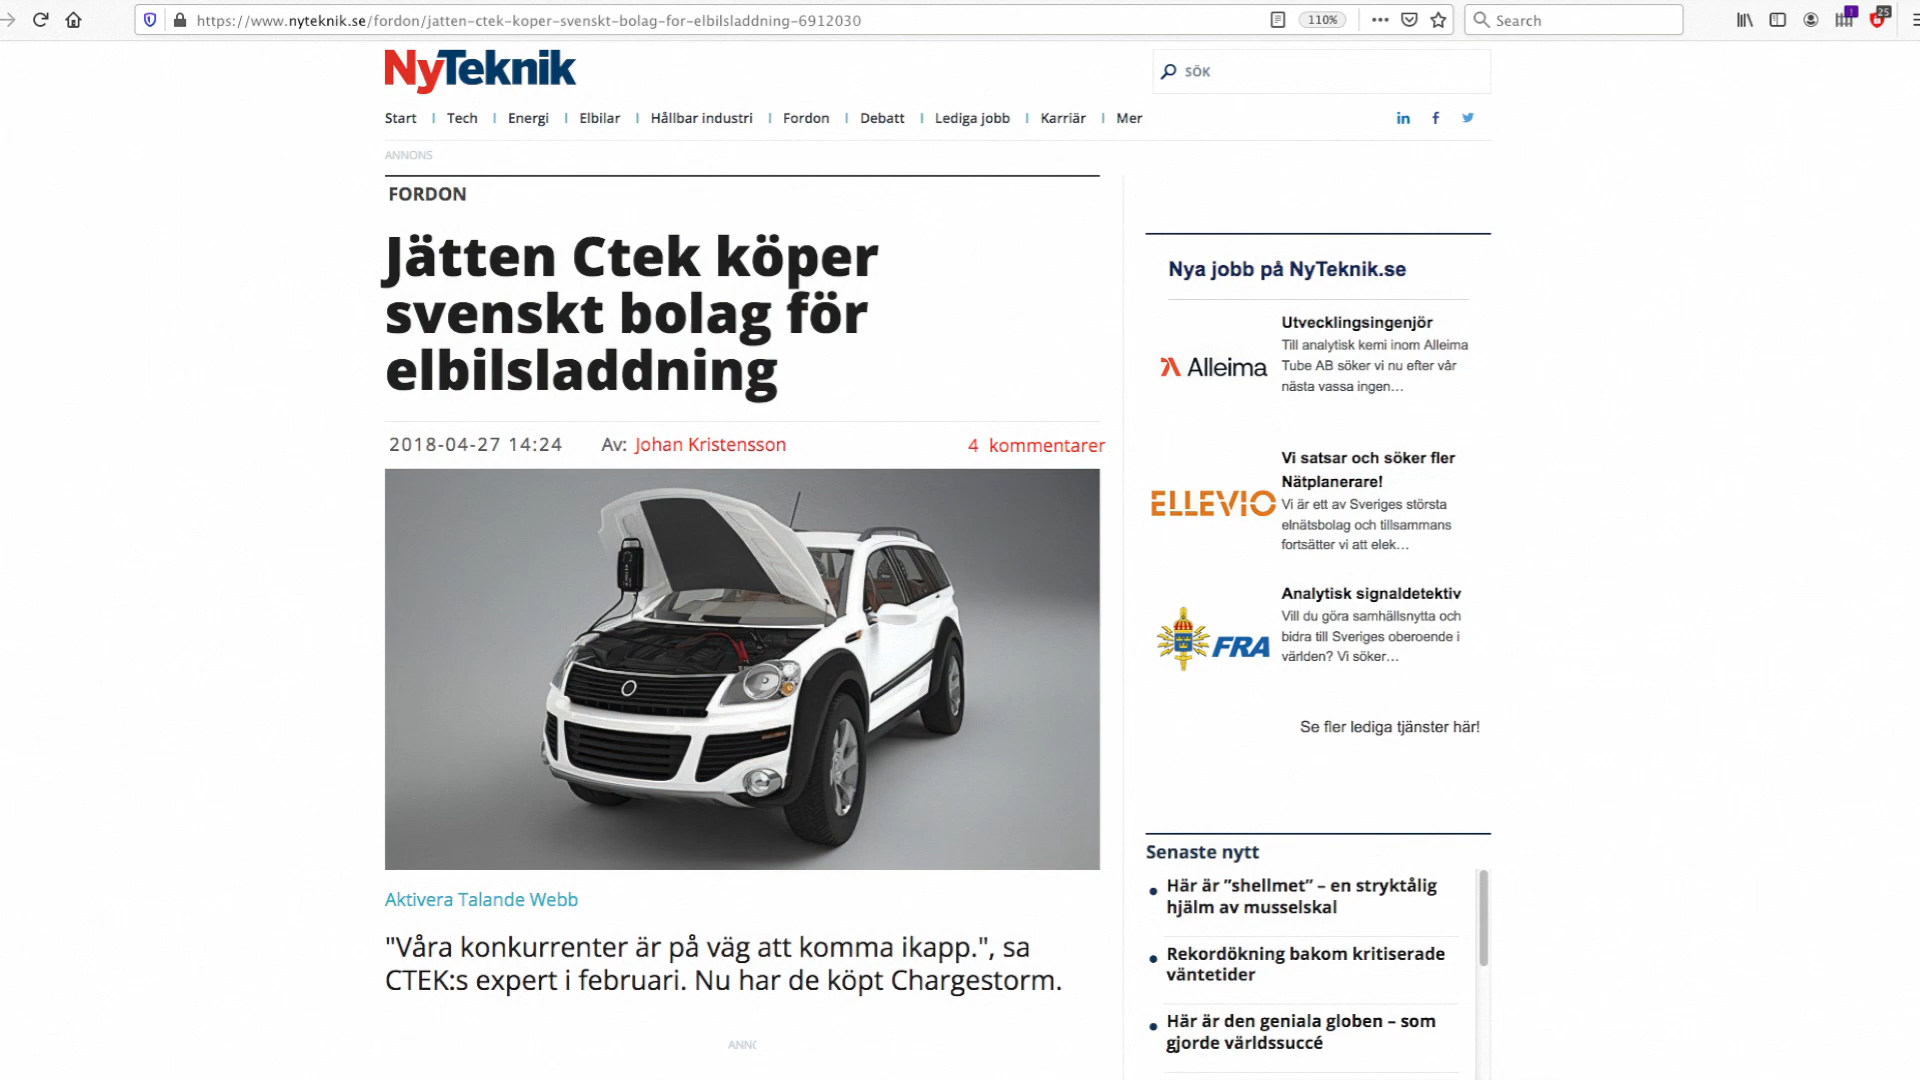 https://www.nyteknik.se/fordon/jatten-ctek-koper-svenskt-bolag-for-elbilsladdning-6912030
110%
Search
25
NyTeknik
SÖK
Start
Tech
Energi
Elbilar
Hållbar industri
Fordon
Debatt
Lediga jobb
Karriär
Mer
ANNONS
FORDON
Jätten Ctek köper
svenskt bolag för
elbilsladdning
2018-04-27 14:24
Av: Johan Kristensson
4 kommentarer
Aktivera Talande Webb
"Våra konkurrenter är på väg att komma ikapp.", sa
CTEK:s expert i februari. Nu har de köpt Chargestorm.
Nya jobb på NyTeknik.se
Alleima
Utvecklingsingenjör
Till analytisk kemi inom Alleima
Tube AB söker vi nu efter vår
nästa vassa ingen...
ELLEVIO
Vi satsar och söker fler
Nätplanerare!
Vi är ett av Sveriges största
elnätsbolag och tillsammans
fortsätter vi att elek...
FRA
Analytisk signaldetektiv
Vill du göra samhällsnytta och
bidra till Sveriges oberoende i
världen? Vi söker...
Se fler lediga tjänster här!
Senaste nytt
Här är ”shellmet” – en stryktålig
hjälm av musselskal
Rekordökning bakom kritiserade
väntetider
Här är den geniala globen – som
gjorde världssuccé